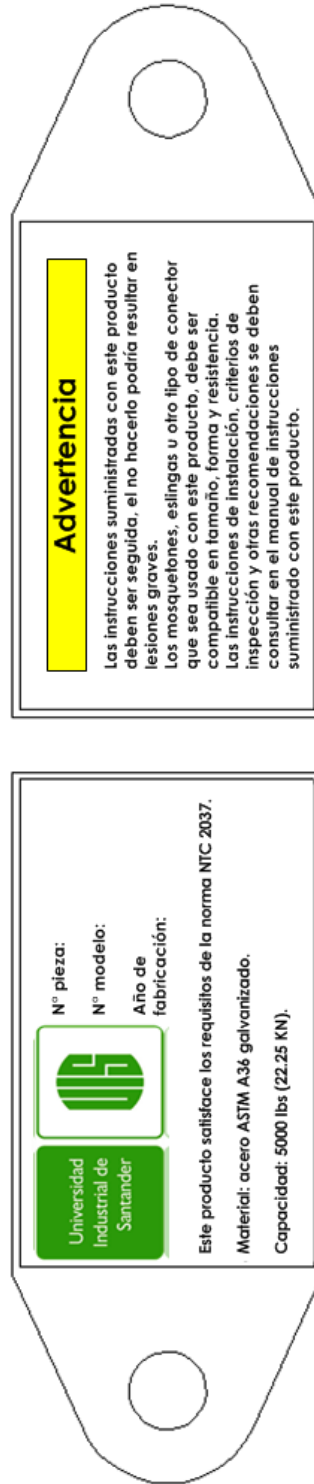 Universidad
Industrial de
Santander
UIS
Nº pieza:
Nº modelo:
Año de
fabricación:
Este producto satisface los requisitos de la norma NTC 2037.
Material: acero ASTM A36 galvanizado.
Capacidad: 5000 lbs (22.25 KN).
Advertencia
Las instrucciones suministradas con este producto
deben ser seguida, el no hacerlo podría resultar en
lesiones graves.
Los mosquetones, eslingas u otro tipo de conector
que sea usado con este producto, debe ser
compatible en tamaño, forma y resistencia.
Las instrucciones de instalación, criterios de
inspección y otras recomendaciones se deben
consultar en el manual de instrucciones
suministrado con este producto.